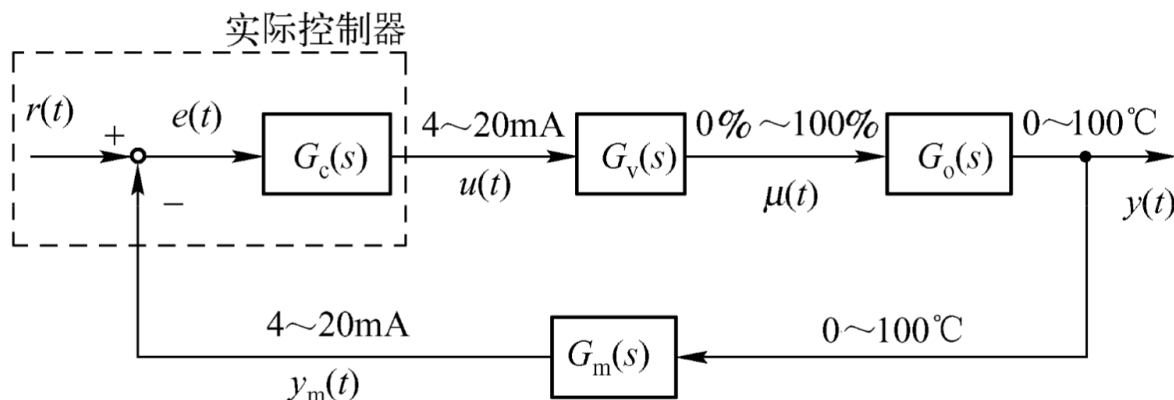 实际控制器
r(t)
+
e(t)
−
G_c(s)
4～20mA
u(t)
G_v(s)
0%～100%
μ(t)
G_o(s)
0～100℃
y(t)
4～20mA
y_m(t)
G_m(s)
0～100℃